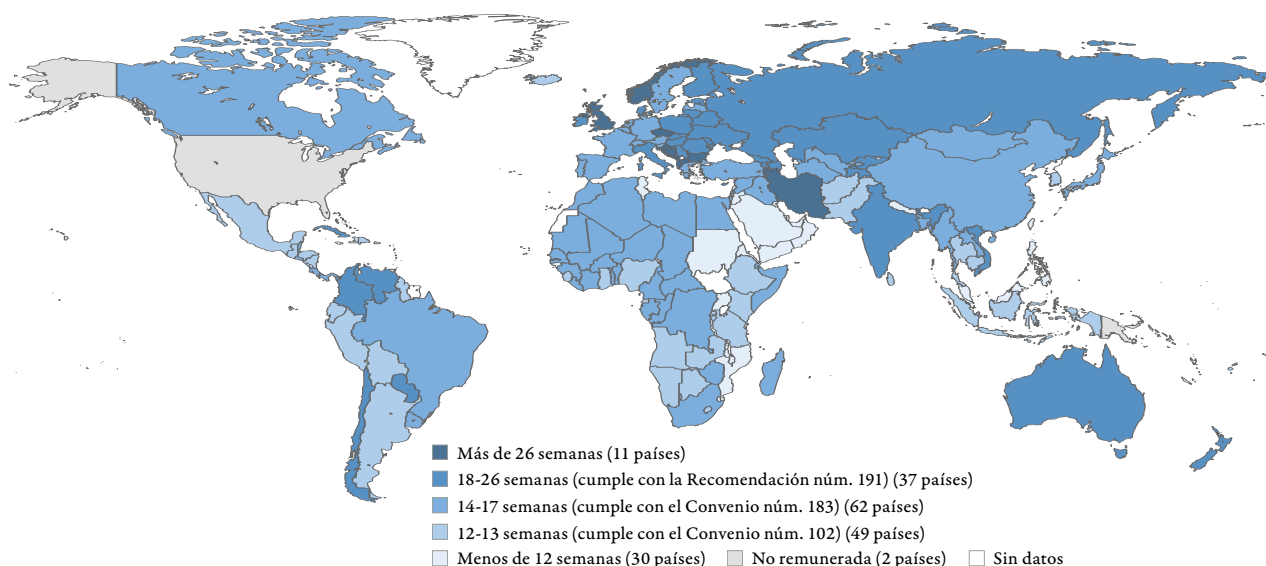 Más de 26 semanas (11 países)
18-26 semanas (cumple con la Recomendación núm. 191) (37 países)
14-17 semanas (cumple con el Convenio núm. 183) (62 países)
12-13 semanas (cumple con el Convenio núm. 102) (49 países)
Menos de 12 semanas (30 países) No remunerada (2 países) Sin datos